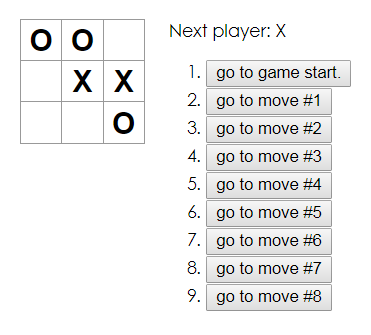 O O
X X
O
Next player: X
1. go to game start.
2. go to move #1
3. go to move #2
4. go to move #3
5. go to move #4
6. go to move #5
7. go to move #6
8. go to move #7
9. go to move #8